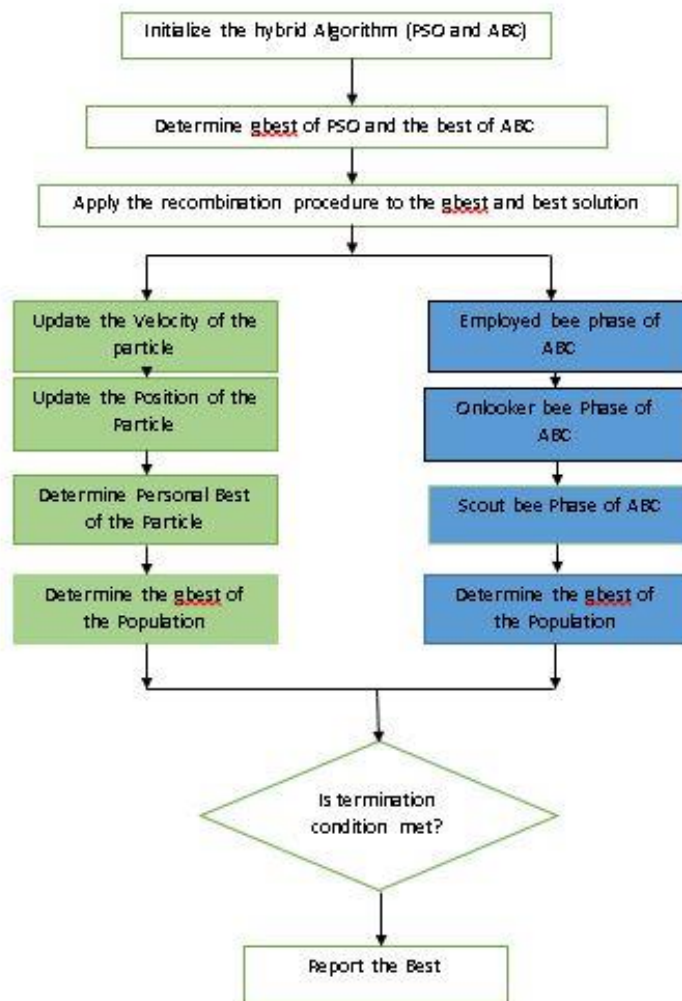 Initialize the hybrid Algorithm (PSO and ABC)
Determine gbest of PSO and the best of ABC
Apply the recombination procedure to the gbest and best solution
Update the Velocity of the
particle
Update the Position of the
Particle
Determine Personal Best
of the Particle
Determine the gbest of
the Population
Employed bee phase of
ABC
Onlooker bee Phase of
ABC
Scout bee Phase of ABC
Determine the gbest of
the Population
Is termination
condition met?
Report the Best